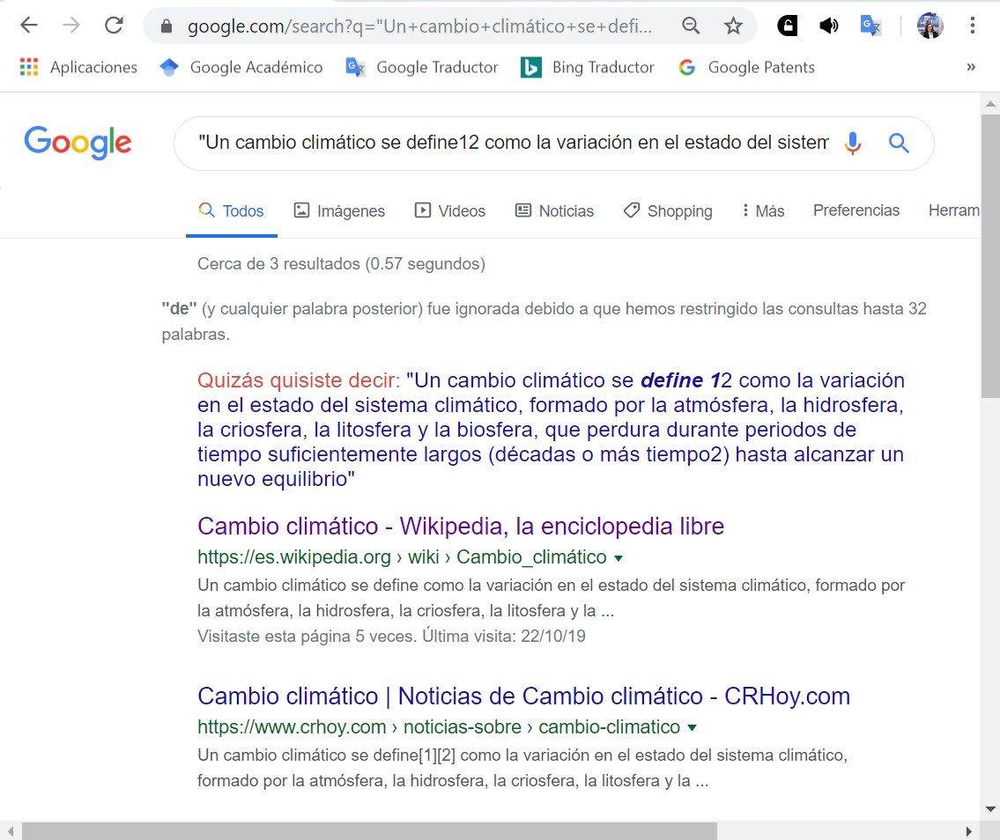 google.com/search?q="Un+cambio+climático+se+defi...
Aplicaciones Google Académico Google Traductor Bing Traductor Google Patents »
Google "Un cambio climático se define12 como la variación en el estado del sistem
Todos Imágenes Videos Noticias Shopping Más Preferencias Herram
Cerca de 3 resultados (0.57 segundos)
"de" (y cualquier palabra posterior) fue ignorada debido a que hemos restringido las consultas hasta 32
palabras.
Quizás quisiste decir: "Un cambio climático se define 12 como la variación
en el estado del sistema climático, formado por la atmósfera, la hidrosfera,
la criosfera, la litosfera y la biosfera, que perdura durante periodos de
tiempo suficientemente largos (décadas o más tiempo2) hasta alcanzar un
nuevo equilibrio"
Cambio climático - Wikipedia, la enciclopedia libre
https://es.wikipedia.org › wiki › Cambio_climático
Un cambio climático se define como la variación en el estado del sistema climático, formado por
la atmósfera, la hidrosfera, la criosfera, la litosfera y la ...
Visitaste esta página 5 veces. Última visita: 22/10/19
Cambio climático | Noticias de Cambio climático - CRHoy.com
https://www.crhoy.com › noticias-sobre › cambio-climatico
Un cambio climático se define[1][2] como la variación en el estado del sistema climático,
formado por la atmósfera, la hidrosfera, la criosfera, la litosfera y la ...